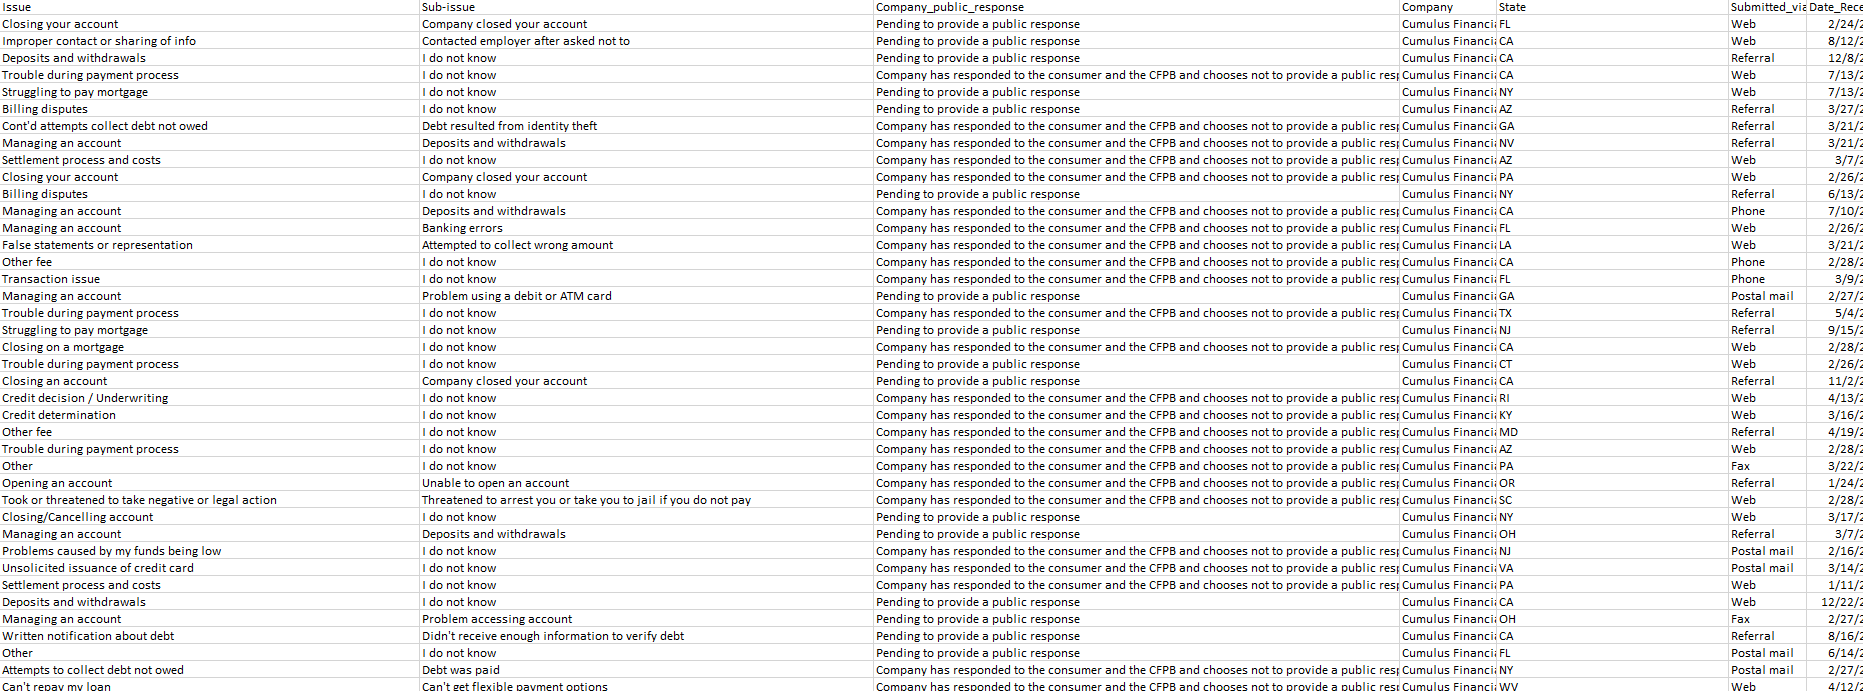 Issue Sub-issue Company_public_response Company State Submitted_via Date_Rece
Closing your account Company closed your account Pending to provide a public response Cumulus Financi FL Web 2/24/2
Improper contact or sharing of info Contacted employer after asked not to Pending to provide a public response Cumulus Financi CA Web 8/12/2
Deposits and withdrawals I do not know Pending to provide a public response Cumulus Financi CA Referral 12/8/2
Trouble during payment process I do not know Company has responded to the consumer and the CFPB and chooses not to provide a public resp Cumulus Financi CA Web 7/13/2
Struggling to pay mortgage I do not know Pending to provide a public response Cumulus Financi NY Web 7/13/2
Billing disputes I do not know Pending to provide a public response Cumulus Financi AZ Referral 3/27/2
Cont'd attempts collect debt not owed Debt resulted from identity theft Company has responded to the consumer and the CFPB and chooses not to provide a public resp Cumulus Financi GA Referral 3/21/2
Managing an account Deposits and withdrawals Company has responded to the consumer and the CFPB and chooses not to provide a public resp Cumulus Financi NV Referral 3/21/2
Settlement process and costs I do not know Company has responded to the consumer and the CFPB and chooses not to provide a public resp Cumulus Financi AZ Web 3/7/2
Closing your account Company closed your account Company has responded to the consumer and the CFPB and chooses not to provide a public resp Cumulus Financi PA Web 2/26/2
Billing disputes I do not know Pending to provide a public response Cumulus Financi NY Referral 6/13/2
Managing an account Deposits and withdrawals Company has responded to the consumer and the CFPB and chooses not to provide a public resp Cumulus Financi CA Phone 7/10/2
Managing an account Banking errors Company has responded to the consumer and the CFPB and chooses not to provide a public resp Cumulus Financi FL Web 2/26/2
False statements or representation Attempted to collect wrong amount Company has responded to the consumer and the CFPB and chooses not to provide a public resp Cumulus Financi LA Web 3/21/2
Other fee I do not know Company has responded to the consumer and the CFPB and chooses not to provide a public resp Cumulus Financi CA Phone 2/28/2
Transaction issue I do not know Company has responded to the consumer and the CFPB and chooses not to provide a public resp Cumulus Financi FL Phone 3/9/2
Managing an account Problem using a debit or ATM card Pending to provide a public response Cumulus Financi GA Postal mail 2/27/2
Trouble during payment process I do not know Company has responded to the consumer and the CFPB and chooses not to provide a public resp Cumulus Financi TX Referral 5/4/2
Struggling to pay mortgage I do not know Pending to provide a public response Cumulus Financi NJ Referral 9/15/2
Closing on a mortgage I do not know Company has responded to the consumer and the CFPB and chooses not to provide a public resp Cumulus Financi CA Web 2/28/2
Trouble during payment process I do not know Pending to provide a public response Cumulus Financi CT Web 2/26/2
Closing an account Company closed your account Pending to provide a public response Cumulus Financi CA Referral 11/2/2
Credit decision / Underwriting I do not know Company has responded to the consumer and the CFPB and chooses not to provide a public resp Cumulus Financi RI Web 4/13/2
Credit determination I do not know Company has responded to the consumer and the CFPB and chooses not to provide a public resp Cumulus Financi KY Web 3/16/2
Other fee I do not know Company has responded to the consumer and the CFPB and chooses not to provide a public resp Cumulus Financi MD Referral 4/19/2
Trouble during payment process I do not know Company has responded to the consumer and the CFPB and chooses not to provide a public resp Cumulus Financi AZ Web 2/28/2
Other I do not know Company has responded to the consumer and the CFPB and chooses not to provide a public resp Cumulus Financi PA Fax 3/22/2
Opening an account Unable to open an account Company has responded to the consumer and the CFPB and chooses not to provide a public resp Cumulus Financi OR Referral 1/24/2
Took or threatened to take negative or legal action Threatened to arrest you or take you to jail if you do not pay Company has responded to the consumer and the CFPB and chooses not to provide a public resp Cumulus Financi SC Web 2/28/2
Closing/Cancelling account I do not know Pending to provide a public response Cumulus Financi NY Web 3/17/2
Managing an account Deposits and withdrawals Pending to provide a public response Cumulus Financi OH Referral 3/7/2
Problems caused by my funds being low I do not know Company has responded to the consumer and the CFPB and chooses not to provide a public resp Cumulus Financi NJ Postal mail 2/16/2
Unsolicited issuance of credit card I do not know Company has responded to the consumer and the CFPB and chooses not to provide a public resp Cumulus Financi VA Postal mail 3/14/2
Settlement process and costs I do not know Company has responded to the consumer and the CFPB and chooses not to provide a public resp Cumulus Financi PA Web 1/11/2
Deposits and withdrawals I do not know Pending to provide a public response Cumulus Financi CA Web 12/22/2
Managing an account Problem accessing account Pending to provide a public response Cumulus Financi OH Fax 2/27/2
Written notification about debt Didn't receive enough information to verify debt Pending to provide a public response Cumulus Financi CA Referral 8/16/2
Other I do not know Pending to provide a public response Cumulus Financi FL Postal mail 6/14/2
Attempts to collect debt not owed Debt was paid Company has responded to the consumer and the CFPB and chooses not to provide a public resp Cumulus Financi NY Postal mail 2/27/2
Can't repay my loan Can't get flexible payment options Company has responded to the consumer and the CFPB and chooses not to provide a public resp Cumulus Financi WV Web 4/12/2